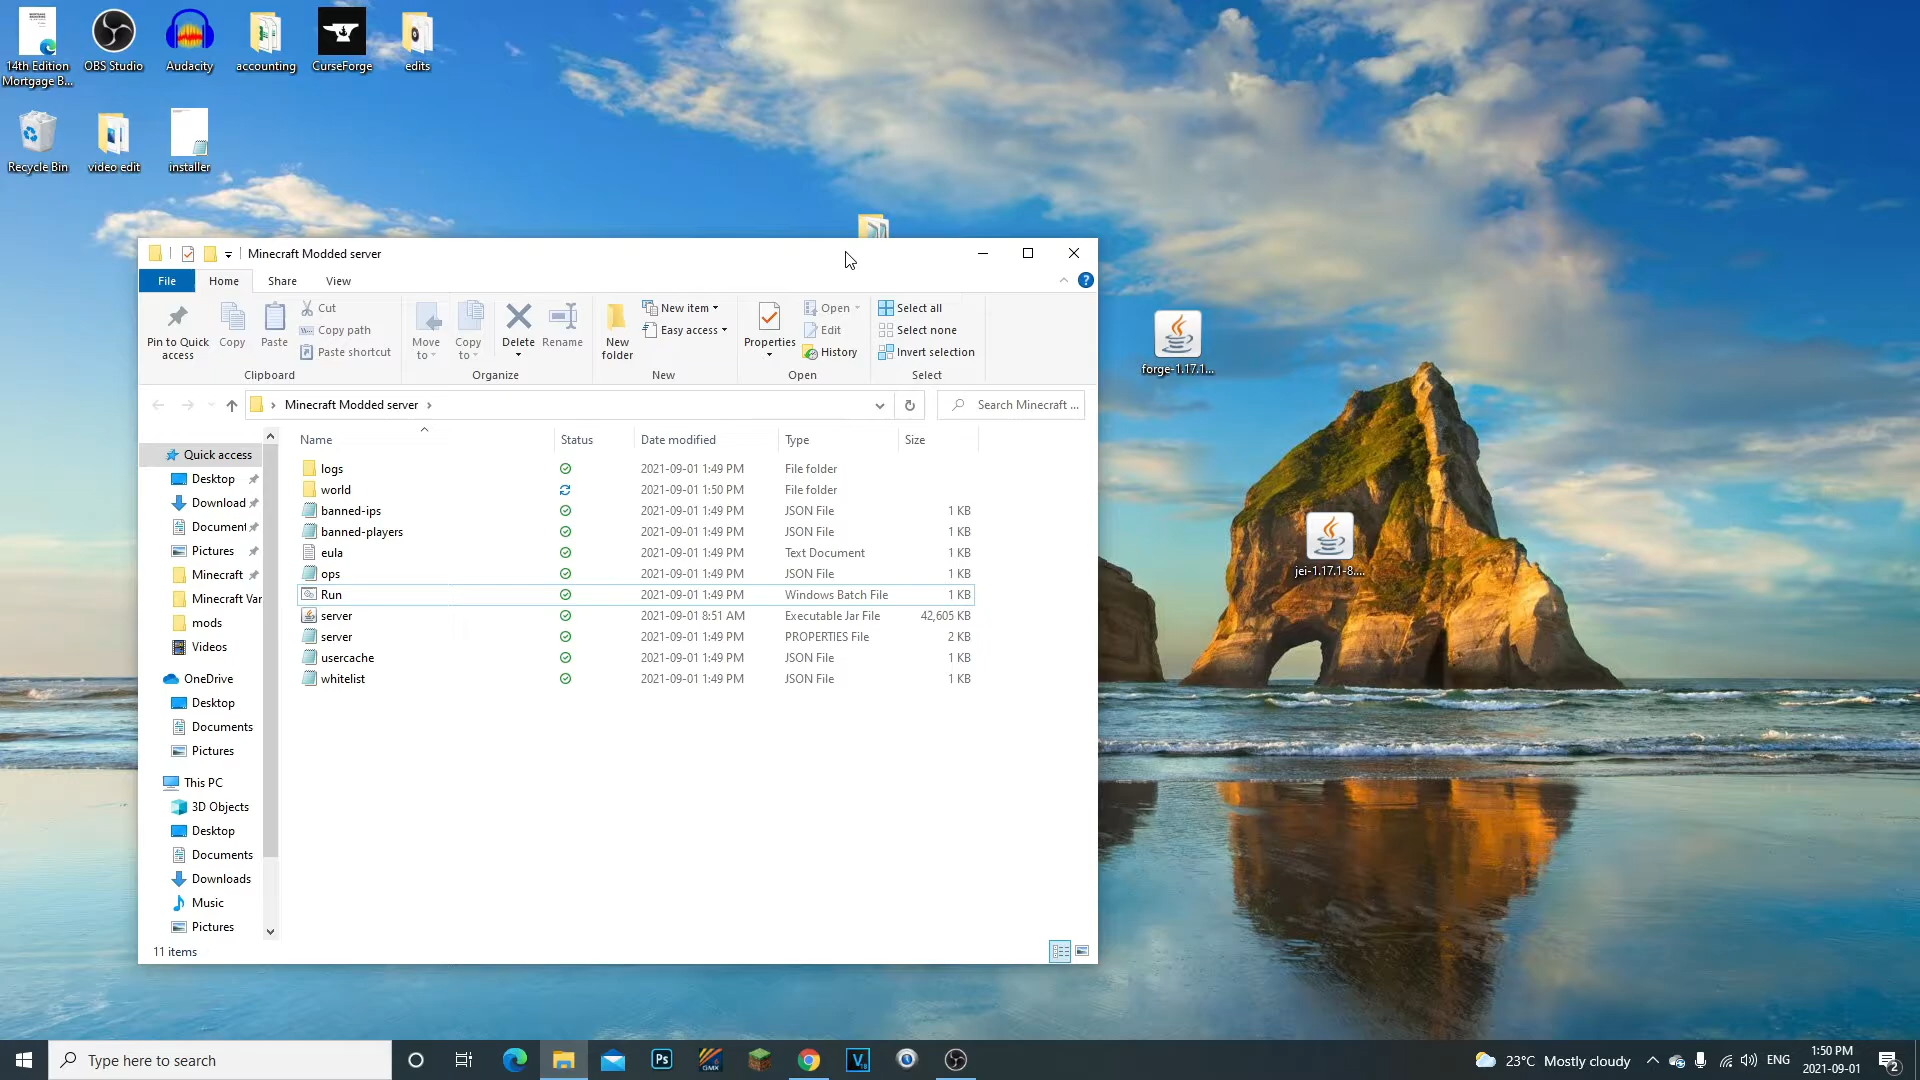 14th Edition
Mortgage B...
OBS Studio
Audacity
accounting
CurseForge
edits
Recycle Bin
video edit
installer
Minecraft Modded server
File
Home
Share
View
Pin to Quick
access
Copy
Paste
Cut
Copy path
Paste shortcut
Clipboard
Move
to
Copy
to
Delete
Rename
Organize
New
folder
New item
Easy access
New
Properties
Open
Edit
History
Open
Select all
Select none
Invert selection
Select
Minecraft Modded server
Search Minecraft ...
Quick access
Desktop
Download
Document
Pictures
Minecraft
Minecraft Var
mods
Videos
OneDrive
Desktop
Documents
Pictures
This PC
3D Objects
Desktop
Documents
Downloads
Music
Pictures
Name Status Date modified Type Size
logs 2021-09-01 1:49 PM File folder
world 2021-09-01 1:50 PM File folder
banned-ips 2021-09-01 1:49 PM JSON File 1 KB
banned-players 2021-09-01 1:49 PM JSON File 1 KB
eula 2021-09-01 1:49 PM Text Document 1 KB
ops 2021-09-01 1:49 PM JSON File 1 KB
Run 2021-09-01 1:49 PM Windows Batch File 1 KB
server 2021-09-01 8:51 AM Executable Jar File 42,605 KB
server 2021-09-01 1:49 PM PROPERTIES File 2 KB
usercache 2021-09-01 1:49 PM JSON File 1 KB
whitelist 2021-09-01 1:49 PM JSON File 1 KB
11 items
forge-1.17.1...
jei-1.17.1-8....
Type here to search
Ps
GMX
V
23°C Mostly cloudy
ENG
1:50 PM
2021-09-01
2